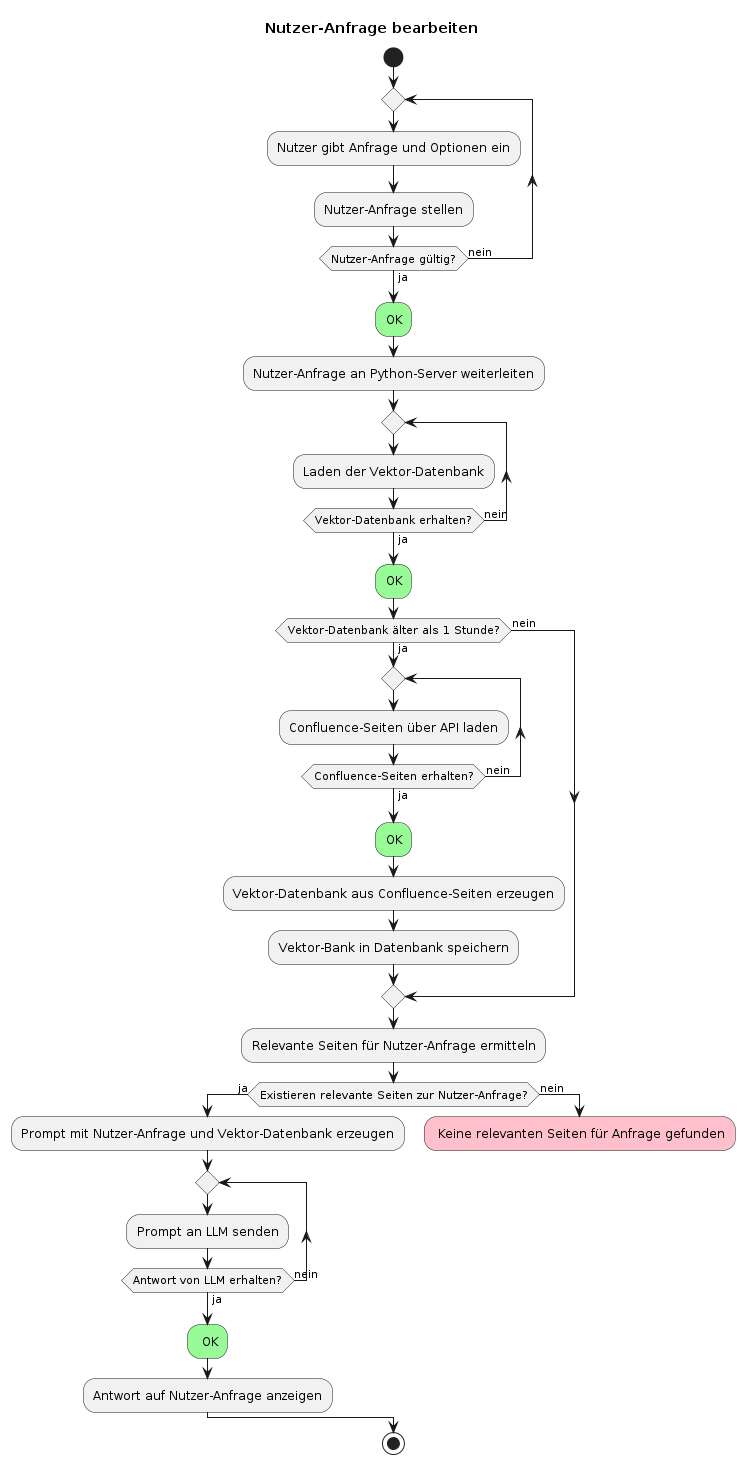 Nutzer-Anfrage bearbeiten
Nutzer gibt Anfrage und Optionen ein
Nutzer-Anfrage stellen
Nutzer-Anfrage gültig?
nein
ja
OK
Nutzer-Anfrage an Python-Server weiterleiten
Laden der Vektor-Datenbank
Vektor-Datenbank erhalten?
nein
ja
OK
Vektor-Datenbank älter als 1 Stunde?
nein
ja
Confluence-Seiten über API laden
Confluence-Seiten erhalten?
nein
ja
OK
Vektor-Datenbank aus Confluence-Seiten erzeugen
Vektor-Bank in Datenbank speichern
Relevante Seiten für Nutzer-Anfrage ermitteln
ja
Existieren relevante Seiten zur Nutzer-Anfrage?
nein
Prompt mit Nutzer-Anfrage und Vektor-Datenbank erzeugen
Keine relevanten Seiten für Anfrage gefunden
Prompt an LLM senden
Antwort von LLM erhalten?
nein
ja
OK
Antwort auf Nutzer-Anfrage anzeigen